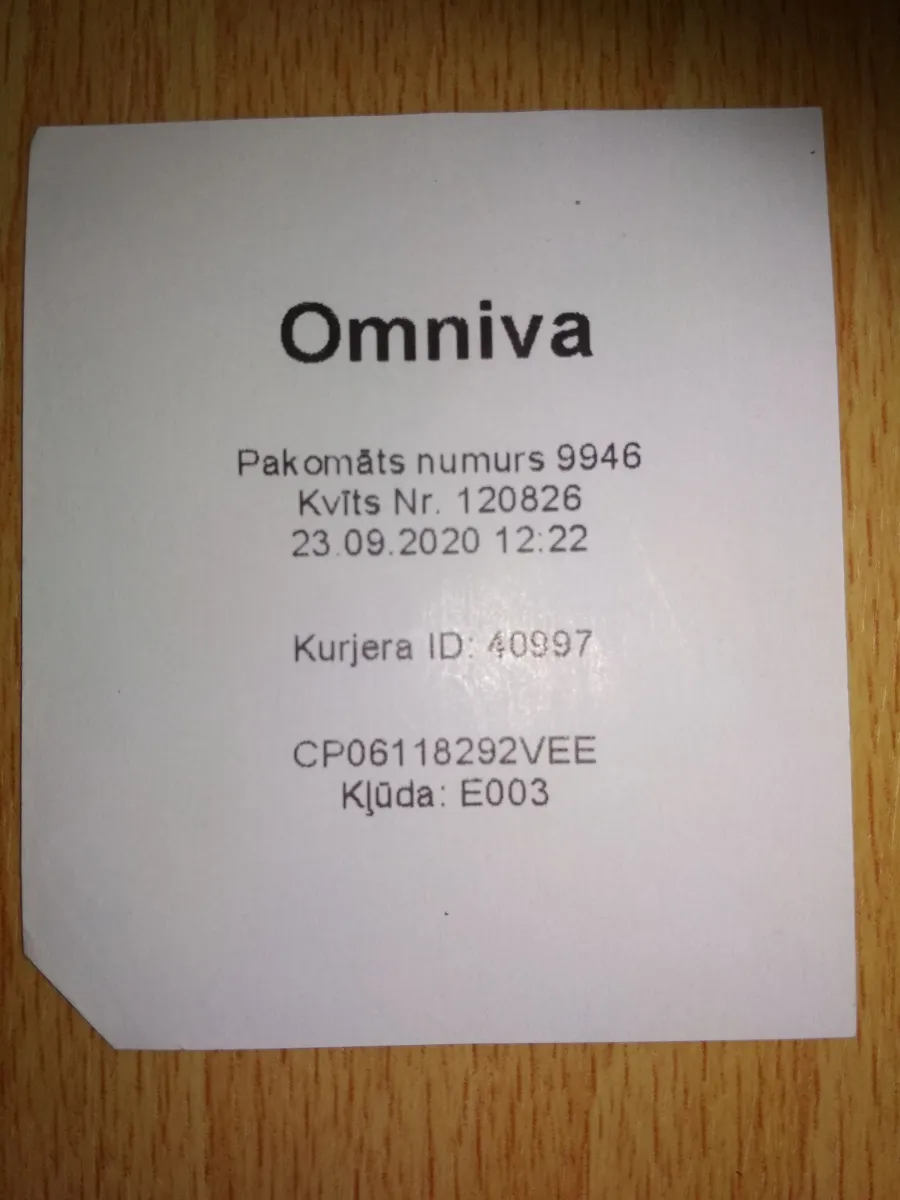 Omniva
Pakomāts numurs 9946
Kvīts Nr. 120826
23.09.2020 12:22
Kurjera ID: 40997
CP06118292VEE
Kļūda: E003